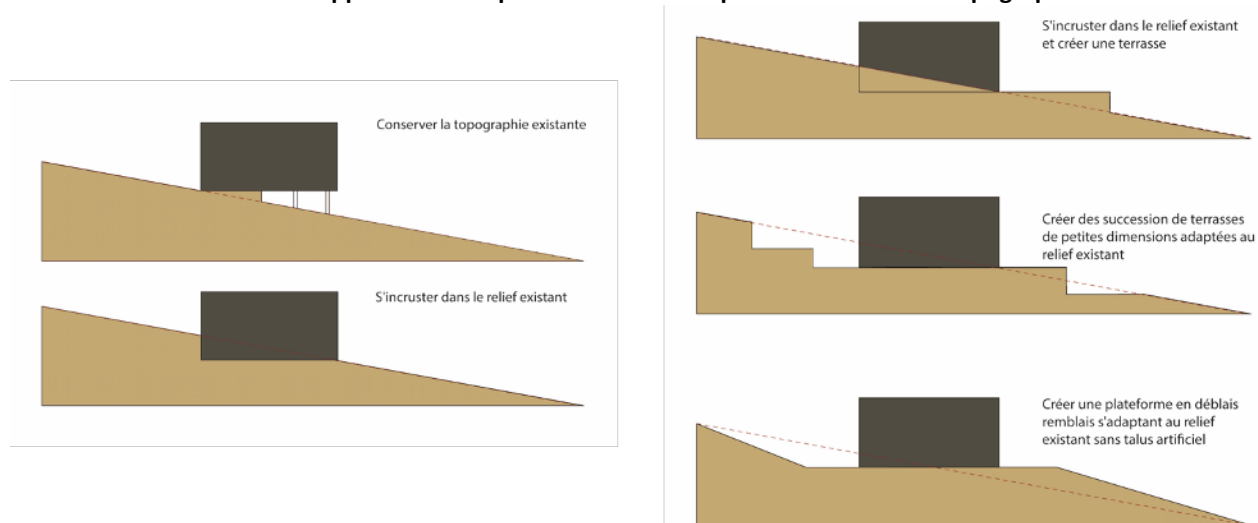 Conserver la topographie existante
S'incruster dans le relief existant
S'incruster dans le relief existant
et créer une terrasse
Créer des succession de terrasses
de petites dimensions adaptées au
relief existant
Créer une plateforme en déblais
remblais s'adaptant au relief
existant sans talus artificiel